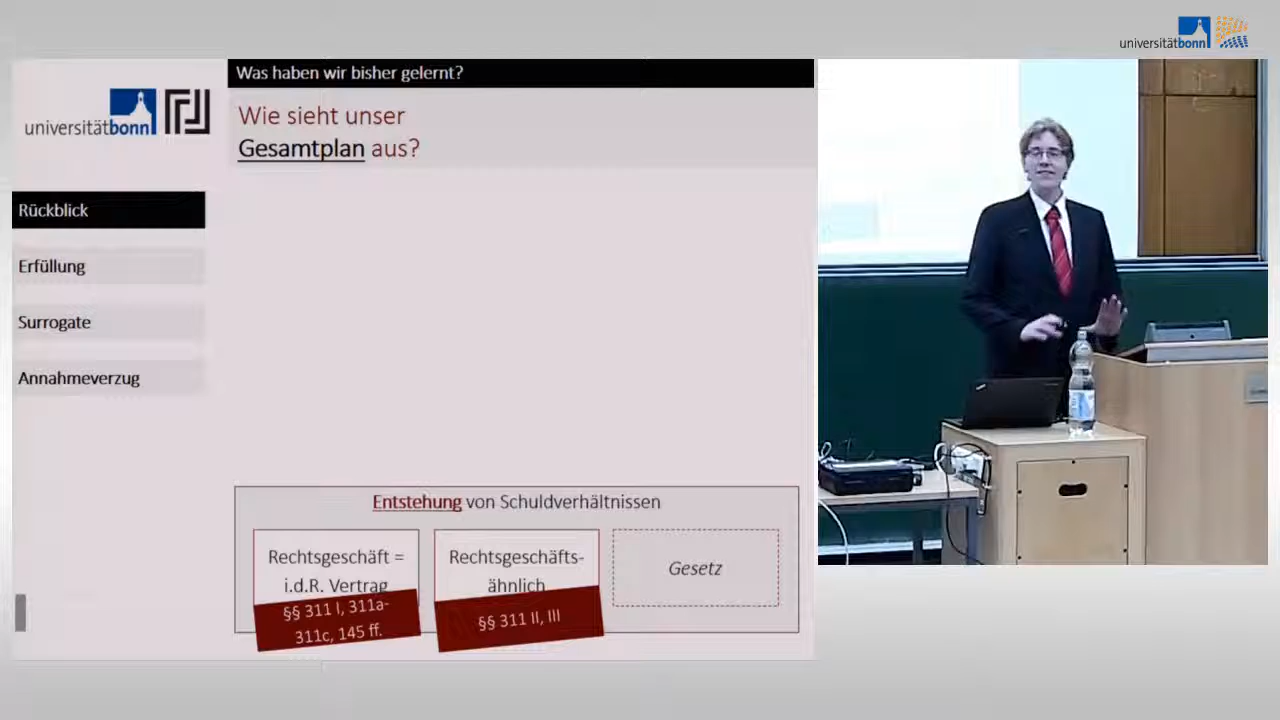 universitätbonn
Was haben wir bisher gelernt?
Wie sieht unser
Gesamtplan aus?
universitätbonn
Rückblick
Erfüllung
Surrogate
Annahmeverzug
Entstehung von Schuldverhältnissen
Rechtsgeschäft =
i.d.R. Vertrag
§§ 311 I, 311a-
311c, 145 ff.
Rechtsgeschäfts-
ähnlich
§§ 311 II, III
Gesetz